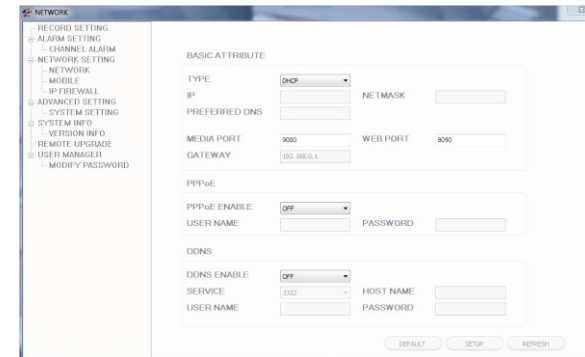 NETWORK
RECORD SETTING
ALARM SETTING
CHANNEL ALARM
NETWORK SETTING
NETWORK
MOBILE
IP FIREWALL
ADVANCED SETTING
SYSTEM SETTING
SYSTEM INFO
VERSION INFO
REMOTE UPGRADE
USER MANAGER
MODIFY PASSWORD
BASIC ATTRIBUTE
TYPE DHCP
IP NETMASK
PREFERRED DNS
MEDIA PORT 9000 WEB PORT 8090
GATEWAY 192.168.0.1
PPPoE
PPPoE ENABLE OFF
USER NAME PASSWORD
DDNS
DDNS ENABLE OFF
SERVICE 3322 HOST NAME
USER NAME PASSWORD
DEFAULT SETUP REFRESH